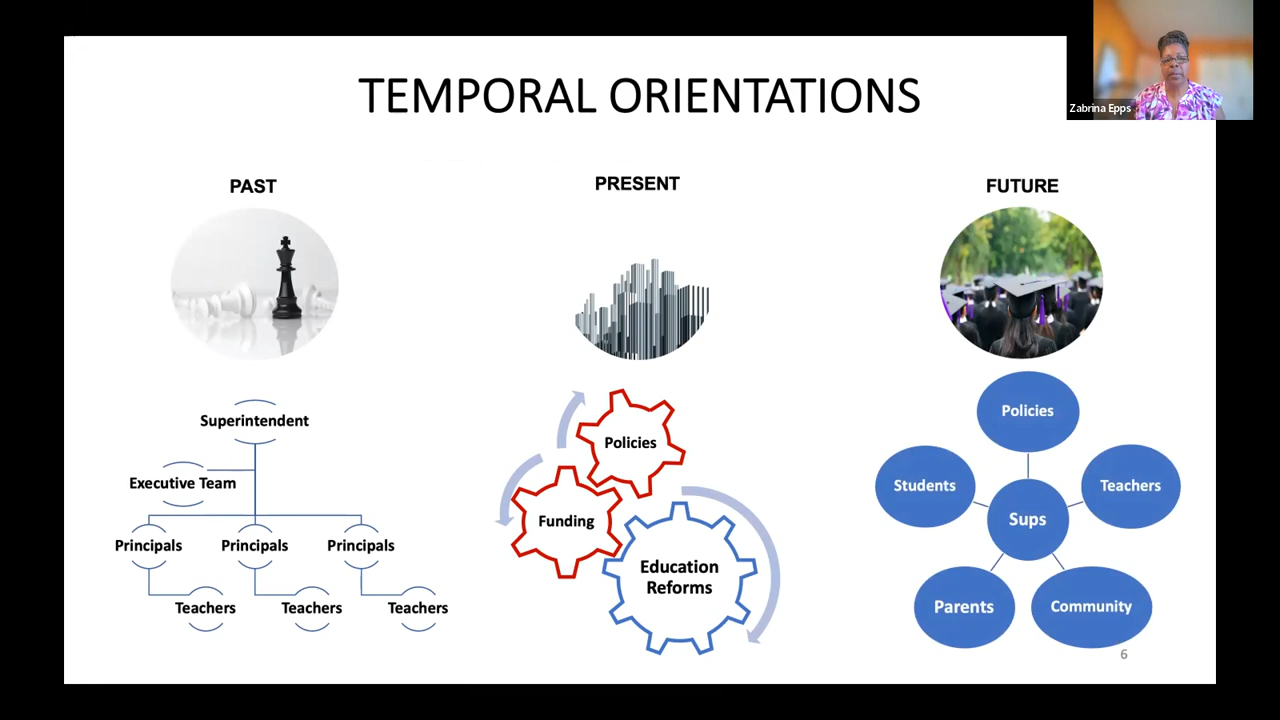 TEMPORAL ORIENTATIONS
Zabrina Epps
PAST
PRESENT
FUTURE
Superintendent
Executive Team
Principals
Principals
Principals
Teachers
Teachers
Teachers
Policies
Funding
Education
Reforms
Policies
Students
Teachers
Sups
Parents
Community
6